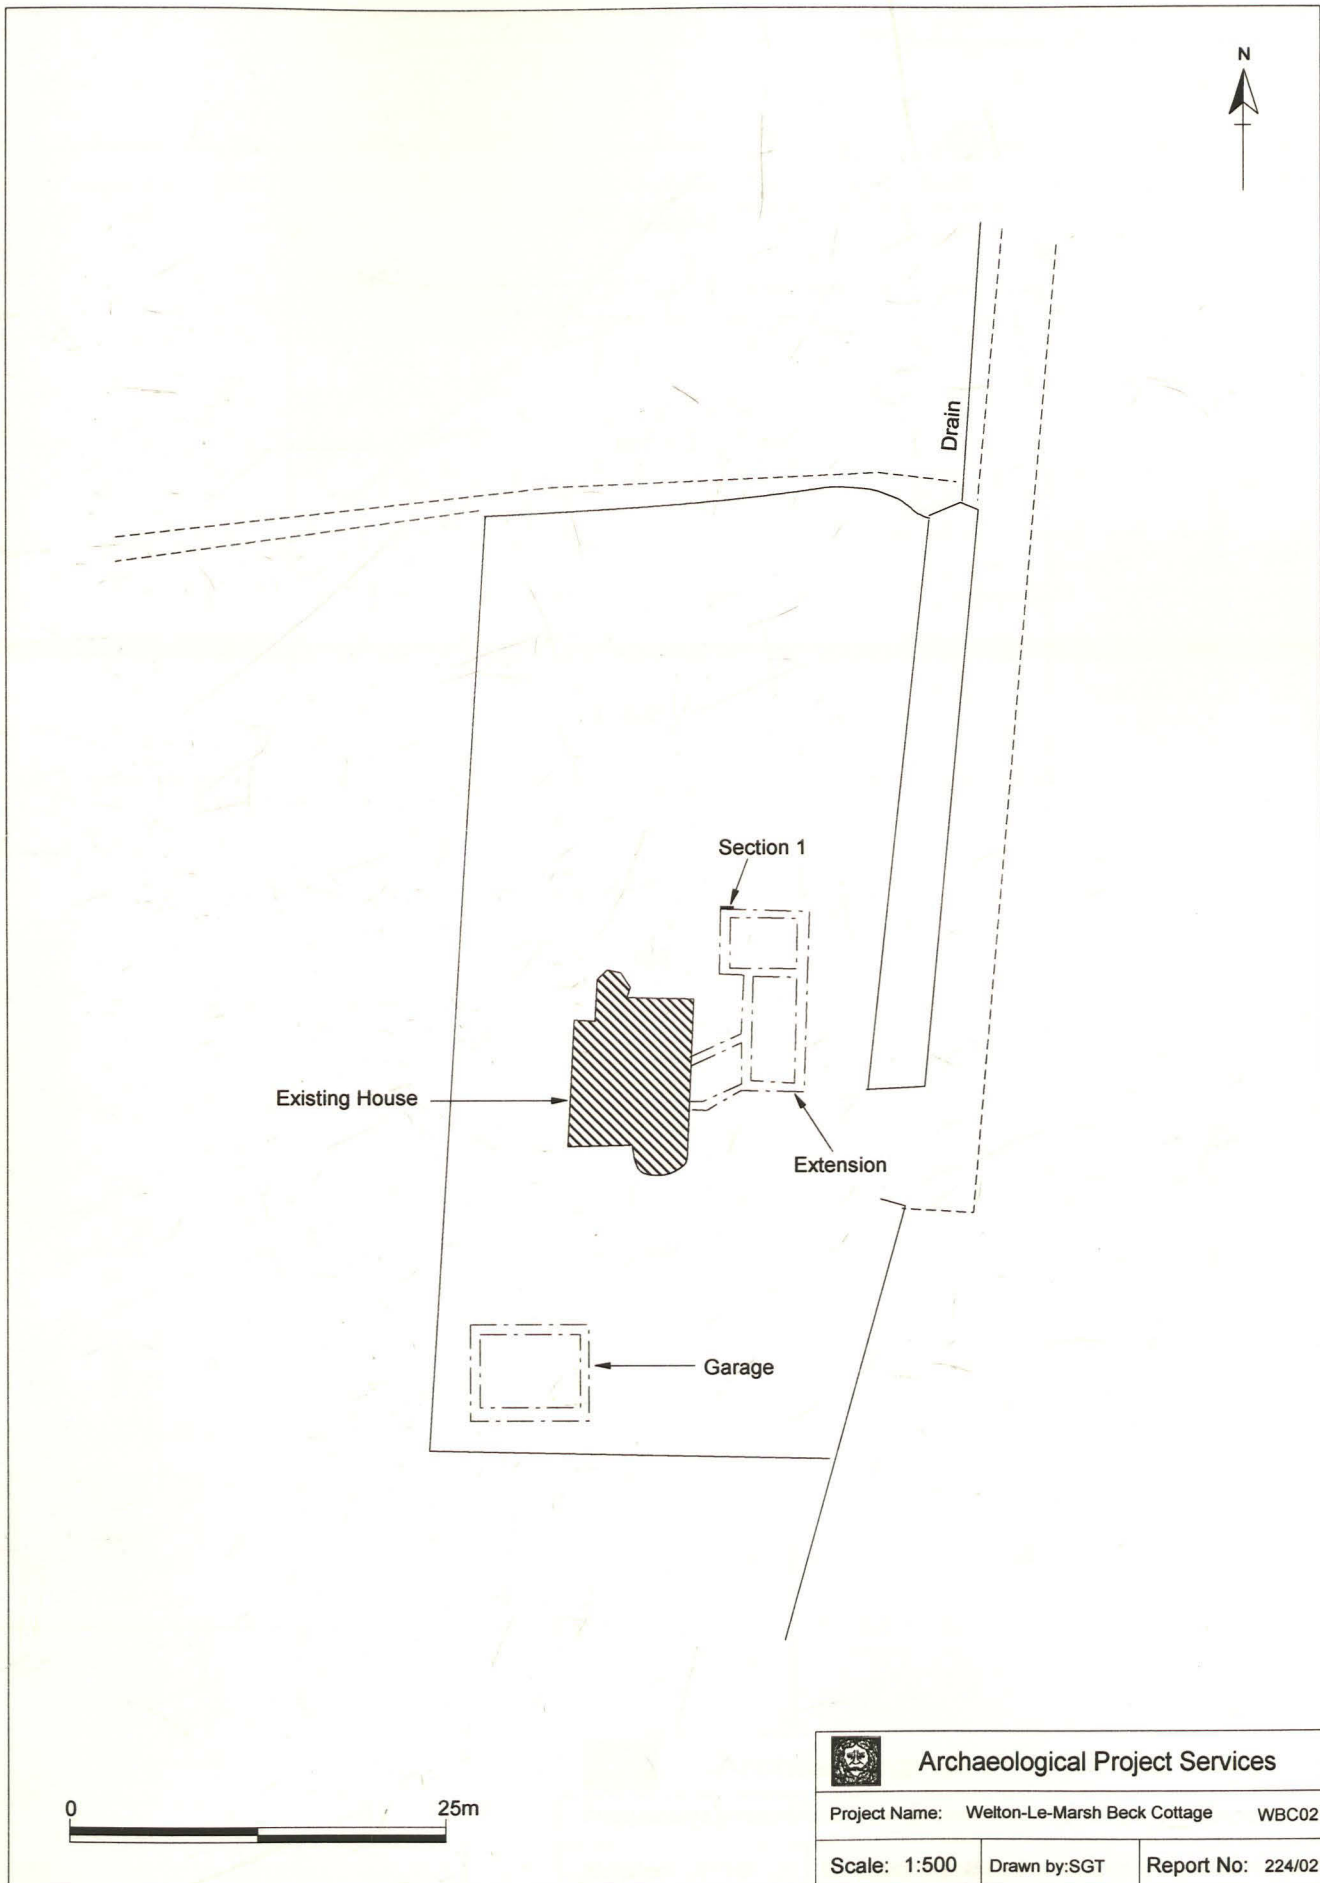 N
Drain
Section 1
Existing House
Extension
Garage
0 25m
Archaeological Project Services
Project Name: Welton-Le-Marsh Beck Cottage WBC02
Scale: 1:500 Drawn by:SGT Report No: 224/02